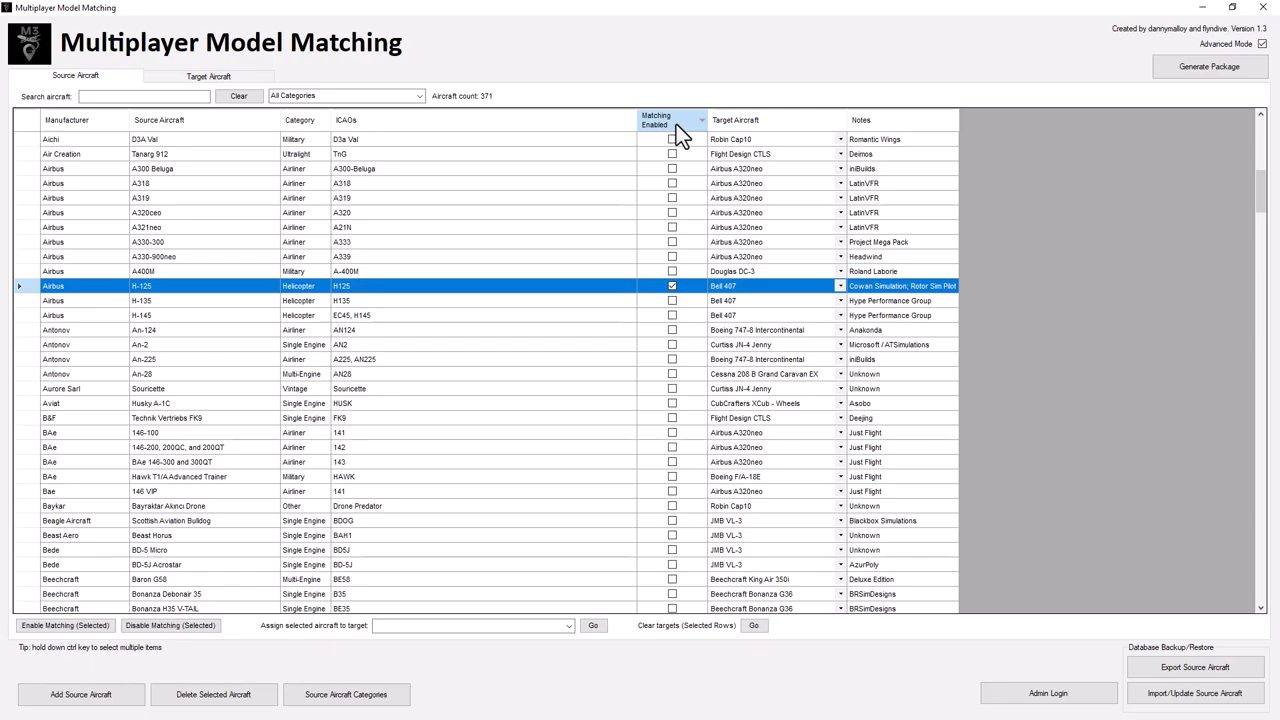 Multiplayer Model Matching
M3
Multiplayer Model Matching
Created by dannymalloy and flyndive. Version 1.3
Advanced Mode
Generate Package
Source Aircraft Target Aircraft
Search aircraft: Clear All Categories Aircraft count: 371
Manufacturer Source Aircraft Category ICAOs Matching Enabled Target Aircraft Notes
Aichi D3A Val Military D3a Val Robin Cap10 Romantic Wings
Air Creation Tanarg 912 Ultralight TnG Flight Design CTLS Deimos
Airbus A300 Beluga Airliner A300-Beluga Airbus A320neo iniBuilds
Airbus A318 Airliner A318 Airbus A320neo LatinVFR
Airbus A319 Airliner A319 Airbus A320neo LatinVFR
Airbus A320ceo Airliner A320 Airbus A320neo LatinVFR
Airbus A321neo Airliner A21N Airbus A320neo LatinVFR
Airbus A330-300 Airliner A333 Airbus A320neo Project Mega Pack
Airbus A330-900neo Airliner A339 Airbus A320neo Headwind
Airbus A400M Military A-400M Douglas DC-3 Roland Laborie
Airbus H-125 Helicopter H125 Bell 407 Cowan Simulation; Rotor Sim Pilot
Airbus H-135 Helicopter H135 Bell 407 Hype Performance Group
Airbus H-145 Helicopter EC45, H145 Bell 407 Hype Performance Group
Antonov An-124 Airliner AN124 Boeing 747-8 Intercontinental Anakonda
Antonov An-2 Single Engine AN2 Curtiss JN-4 Jenny Microsoft / ATSimulations
Antonov An-225 Airliner A225, AN225 Boeing 747-8 Intercontinental iniBuilds
Antonov An-28 Multi-Engine AN28 Cessna 208 B Grand Caravan EX Unknown
Aurore Sarl Souricette Vintage Souricette Curtiss JN-4 Jenny Unknown
Aviat Husky A-1C Single Engine HUSK CubCrafters XCub - Wheels Asobo
B&F Technik Vertriebs FK9 Single Engine FK9 Flight Design CTLS Deejing
BAe 146-100 Airliner 141 Airbus A320neo Just Flight
BAe 146-200, 200QC, and 200QT Airliner 142 Airbus A320neo Just Flight
BAe BAe 146-300 and 300QT Airliner 143 Airbus A320neo Just Flight
BAe Hawk T1/A Advanced Trainer Military HAWK Boeing F/A-18E Just Flight
Bae 146 VIP Airliner 141 Airbus A320neo Just Flight
Baykar Bayraktar Akıncı Drone Other Drone Predator Robin Cap10 Unknown
Beagle Aircraft Scottish Aviation Bulldog Single Engine BDOG JMB VL-3 Blackbox Simulations
Beast Aero Beast Horus Single Engine BAH1 JMB VL-3 Unknown
Bede BD-5 Micro Single Engine BD5J JMB VL-3 Unknown
Bede BD-5J Acrostar Single Engine BD-5J JMB VL-3 AzurPoly
Beechcraft Baron G58 Multi-Engine BE58 Beechcraft King Air 350i Deluxe Edition
Beechcraft Bonanza Debonair 35 Single Engine B35 Beechcraft Bonanza G36 BRSimDesigns
Beechcraft Bonanza H35 V-TAIL Single Engine BE35 Beechcraft Bonanza G36 BRSimDesigns
Enable Matching (Selected) Disable Matching (Selected) Assign selected aircraft to target: Go Clear targets (Selected Rows) Go
Tip: hold down ctrl key to select multiple items
Database Backup/Restore
Export Source Aircraft
Add Source Aircraft Delete Selected Aircraft Source Aircraft Categories Admin Login Import/Update Source Aircraft